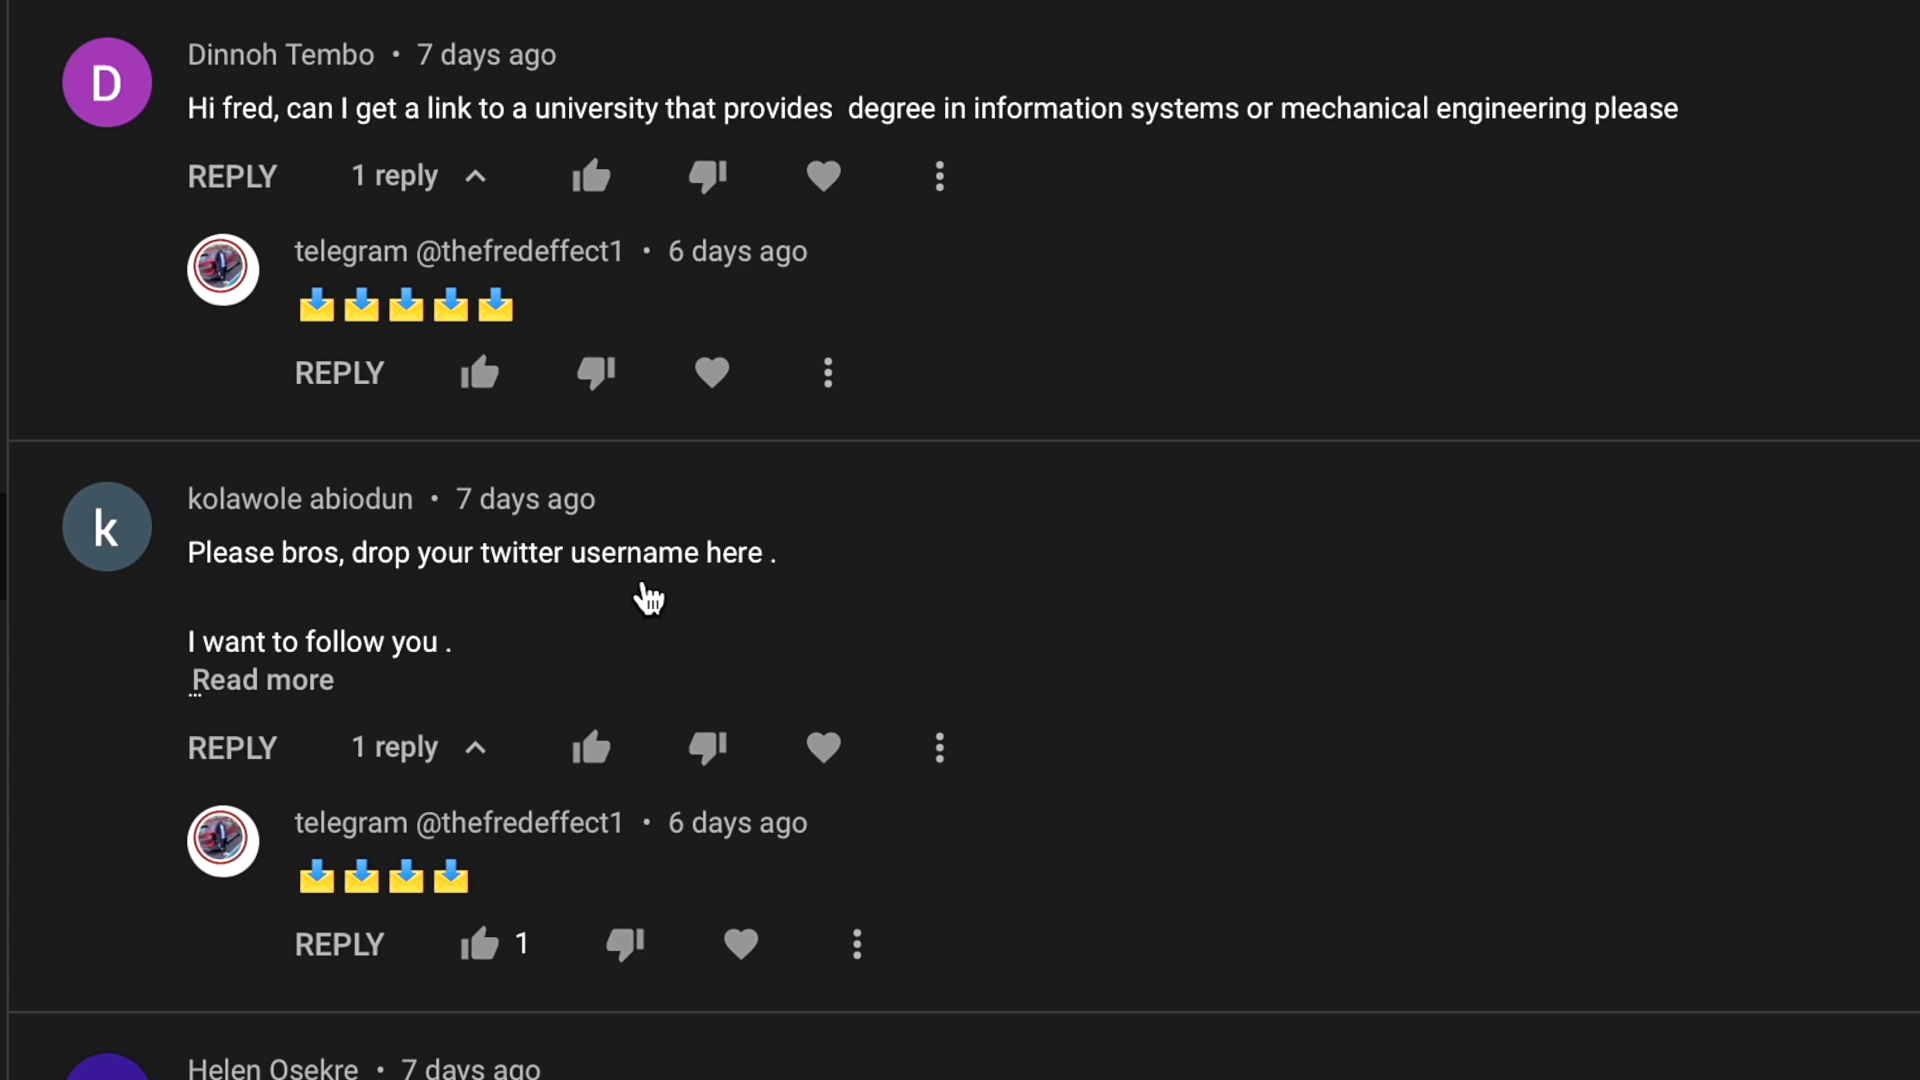 D
Dinnoh Tembo • 7 days ago
Hi fred, can I get a link to a university that provides  degree in information systems or mechanical engineering please
REPLY 1 reply
telegram @thefredeffect1 • 6 days ago
REPLY
k
kolawole abiodun • 7 days ago
Please bros, drop your twitter username here .
I want to follow you .
...Read more
REPLY 1 reply
telegram @thefredeffect1 • 6 days ago
REPLY 1
Helen Osekre • 7 days ago